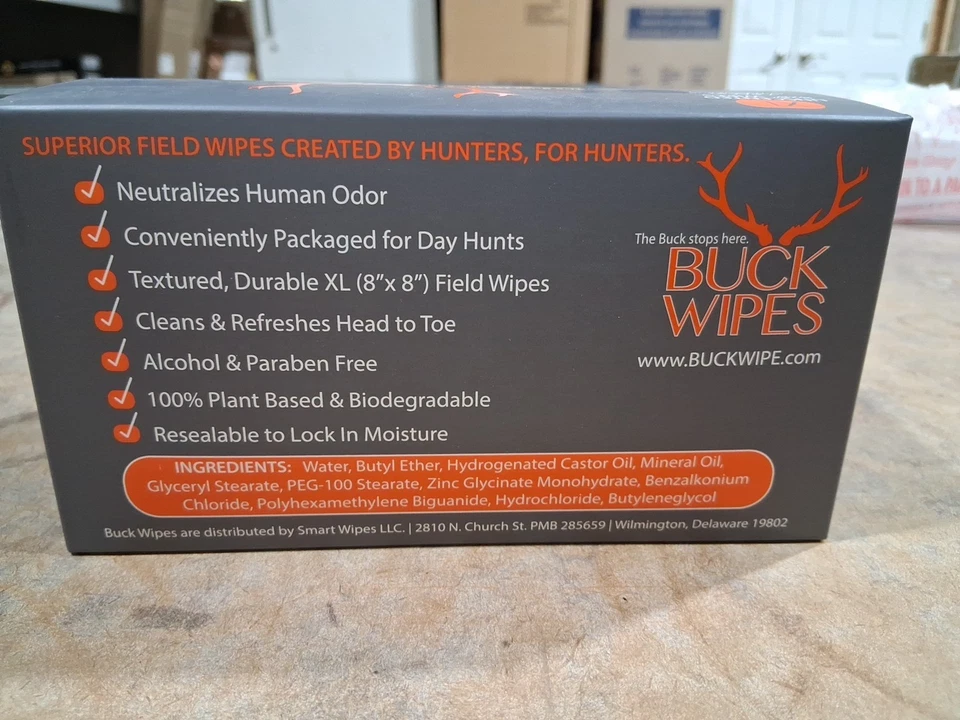 SUPERIOR FIELD WIPES CREATED BY HUNTERS, FOR HUNTERS.
Neutralizes Human Odor
Conveniently Packaged for Day Hunts
Textured, Durable XL (8”x 8”) Field Wipes
Cleans & Refreshes Head to Toe
Alcohol & Paraben Free
100% Plant Based & Biodegradable
Resealable to Lock In Moisture
The Buck stops here.
BUCK
WIPES
www.BUCKWIPE.com
INGREDIENTS: Water, Butyl Ether, Hydrogenated Castor Oil, Mineral Oil,
Glyceryl Stearate, PEG-100 Stearate, Zinc Glycinate Monohydrate, Benzalkonium
Chloride, Polyhexamethylene Biguanide, Hydrochloride, Butyleneglycol
Buck Wipes are distributed by Smart Wipes LLC. | 2810 N. Church St. PMB 285659 | Wilmington, Delaware 19802